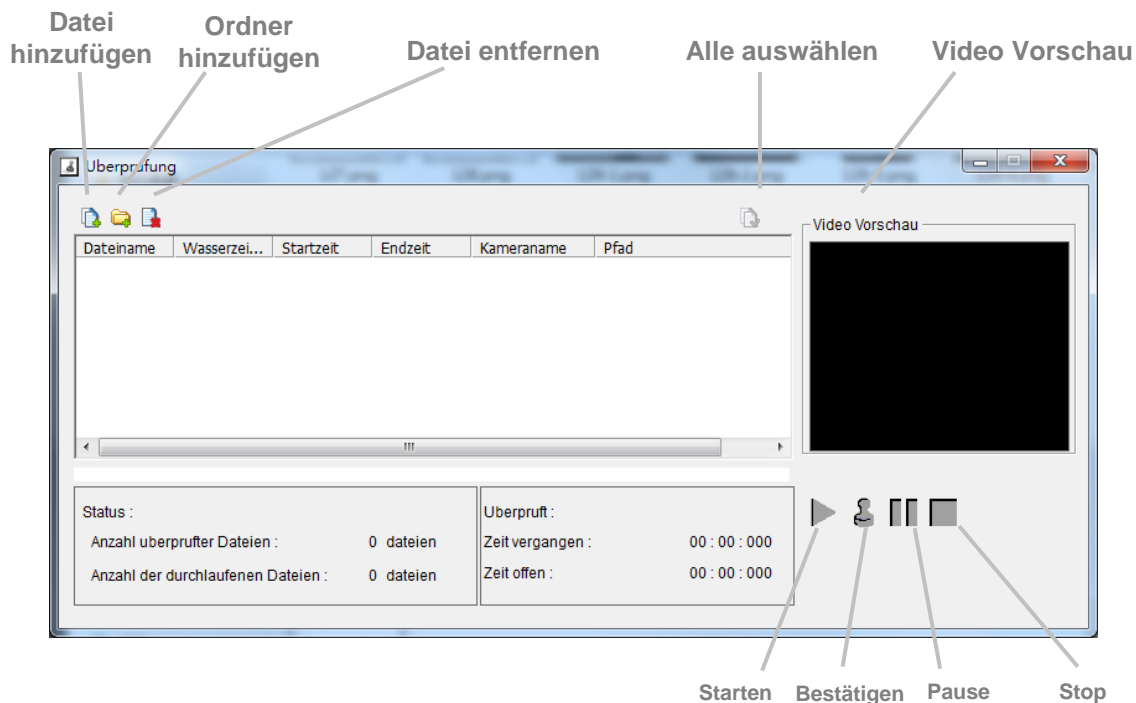 Datei
hinzufügen
Ordner
hinzufügen
Datei entfernen
Alle auswählen
Video Vorschau
Uberprufung
Dateiname Wasserzei... Startzeit Endzeit Kameraname Pfad
Video Vorschau
Status :
Anzahl uberprufter Dateien : 0 dateien
Anzahl der durchlaufenen Dateien : 0 dateien
Uberpruft :
Zeit vergangen : 00 : 00 : 000
Zeit offen : 00 : 00 : 000
Starten
Bestätigen
Pause
Stop